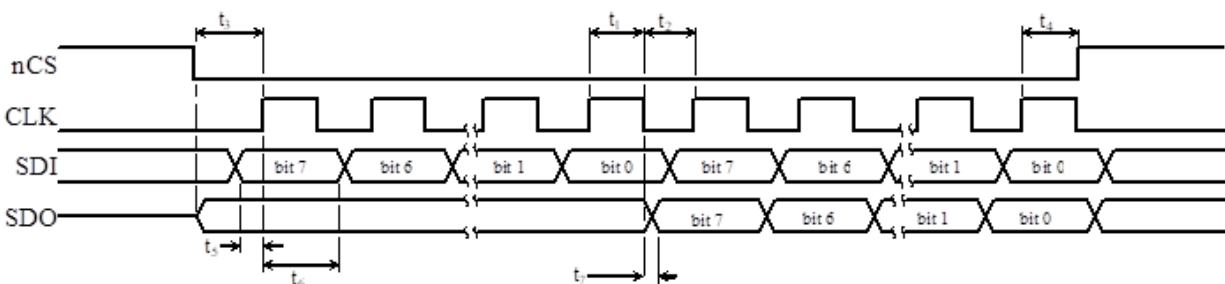 t3 t1 t2 t4
nCS
CLK
SDI bit 7 bit 6 bit 1 bit 0 bit 7 bit 6 bit 1 bit 0
SDO bit 7 bit 6 bit 1 bit 0
t5
t6 t7